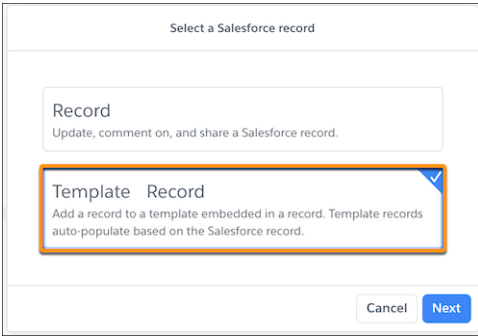 Select a Salesforce record
Record
Update, comment on, and share a Salesforce record.
Template Record
Add a record to a template embedded in a record. Template records
auto-populate based on the Salesforce record.
Cancel Next